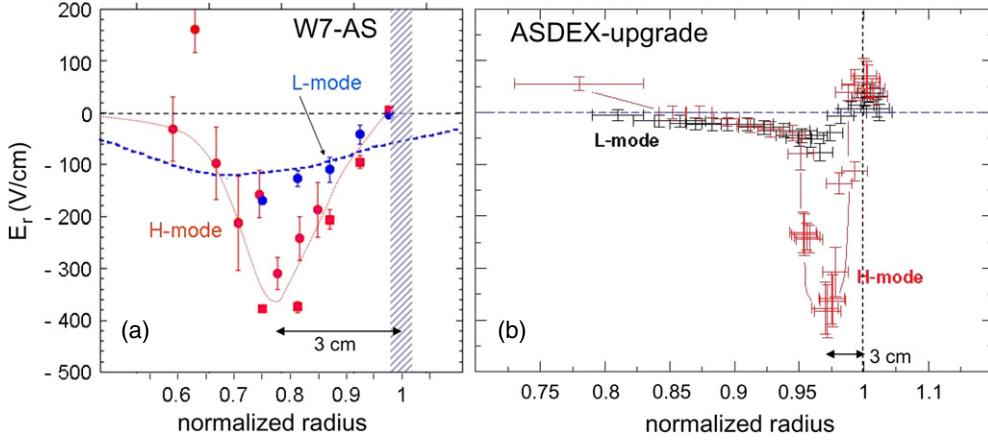 W7-AS
L-mode
H-mode
(a)
3 cm
200
100
0
- 100
- 200
- 300
- 400
- 500
E_r (V/cm)
0.6
0.7
0.8
0.9
1
normalized radius
ASDEX-upgrade
L-mode
H-mode
(b)
3 cm
0.75
0.8
0.85
0.9
0.95
1
1.1
normalized radius